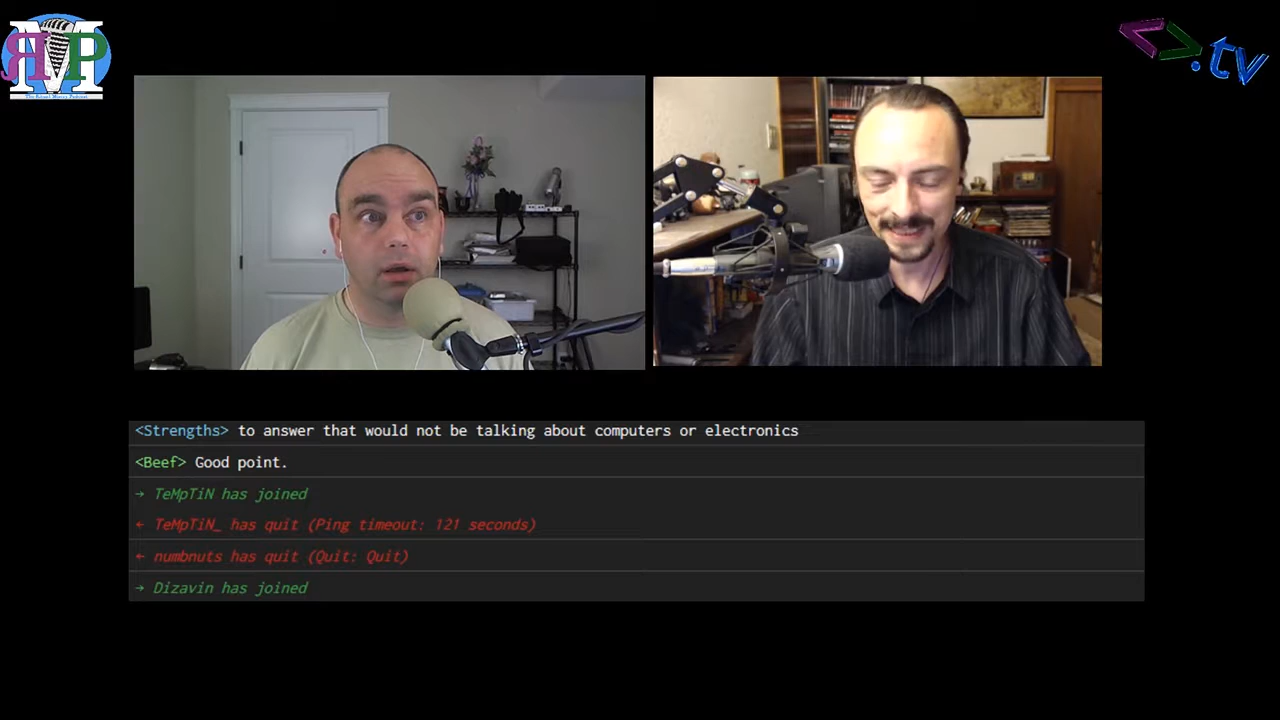 RMP
<>.tv
<Strengths> to answer that would not be talking about computers or electronics
<Beef> Good point.
→ TeMpTiN has joined
← TeMpTiN_ has quit (Ping timeout: 121 seconds)
← numbnuts has quit (Quit: Quit)
→ Dizavin has joined